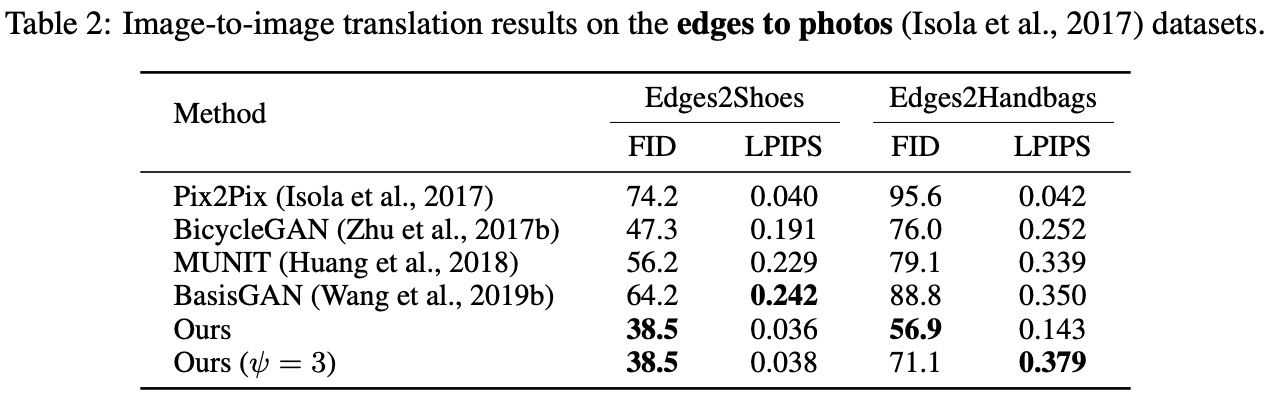 Table 2: Image-to-image translation results on the edges to photos (Isola et al., 2017) datasets.
Method Edges2Shoes Edges2Handbags
FID LPIPS FID LPIPS
Pix2Pix (Isola et al., 2017) 74.2 0.040 95.6 0.042
BicycleGAN (Zhu et al., 2017b) 47.3 0.191 76.0 0.252
MUNIT (Huang et al., 2018) 56.2 0.229 79.1 0.339
BasisGAN (Wang et al., 2019b) 64.2 0.242 88.8 0.350
Ours 38.5 0.036 56.9 0.143
Ours (ψ = 3) 38.5 0.038 71.1 0.379